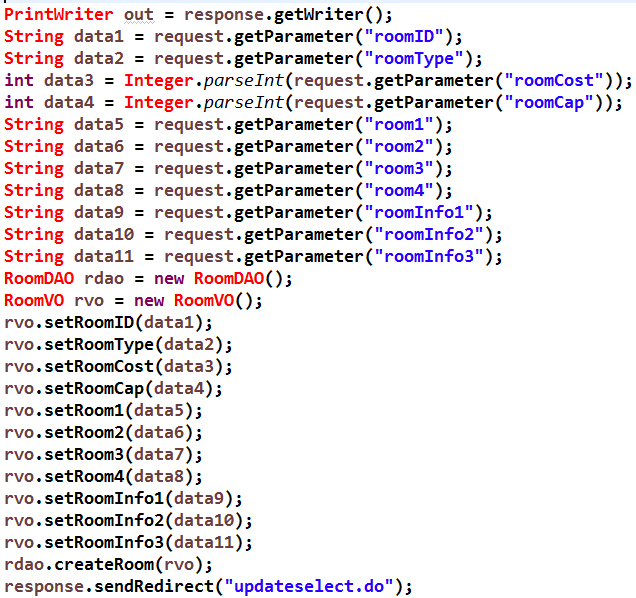 PrintWriter out = response.getWriter();
String data1 = request.getParameter("roomID");
String data2 = request.getParameter("roomType");
int data3 = Integer.parseInt(request.getParameter("roomCost"));
int data4 = Integer.parseInt(request.getParameter("roomCap"));
String data5 = request.getParameter("room1");
String data6 = request.getParameter("room2");
String data7 = request.getParameter("room3");
String data8 = request.getParameter("room4");
String data9 = request.getParameter("roomInfo1");
String data10 = request.getParameter("roomInfo2");
String data11 = request.getParameter("roomInfo3");
RoomDAO rdao = new RoomDAO();
RoomVO rvo = new RoomVO();
rvo.setRoomID(data1);
rvo.setRoomType(data2);
rvo.setRoomCost(data3);
rvo.setRoomCap(data4);
rvo.setRoom1(data5);
rvo.setRoom2(data6);
rvo.setRoom3(data7);
rvo.setRoom4(data8);
rvo.setRoomInfo1(data9);
rvo.setRoomInfo2(data10);
rvo.setRoomInfo3(data11);
rdao.createRoom(rvo);
response.sendRedirect("updateselect.do");